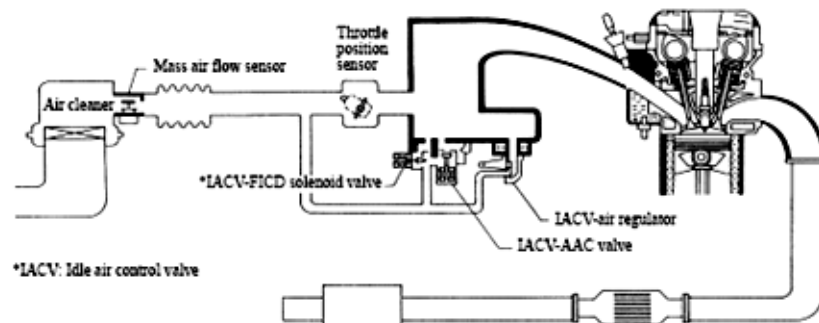 Throttle
position
sensor
Mass air flow sensor
Air cleaner
*IACV-FICD solenoid valve
IACV-air regulator
IACV-AAC valve
*IACV: Idle air control valve